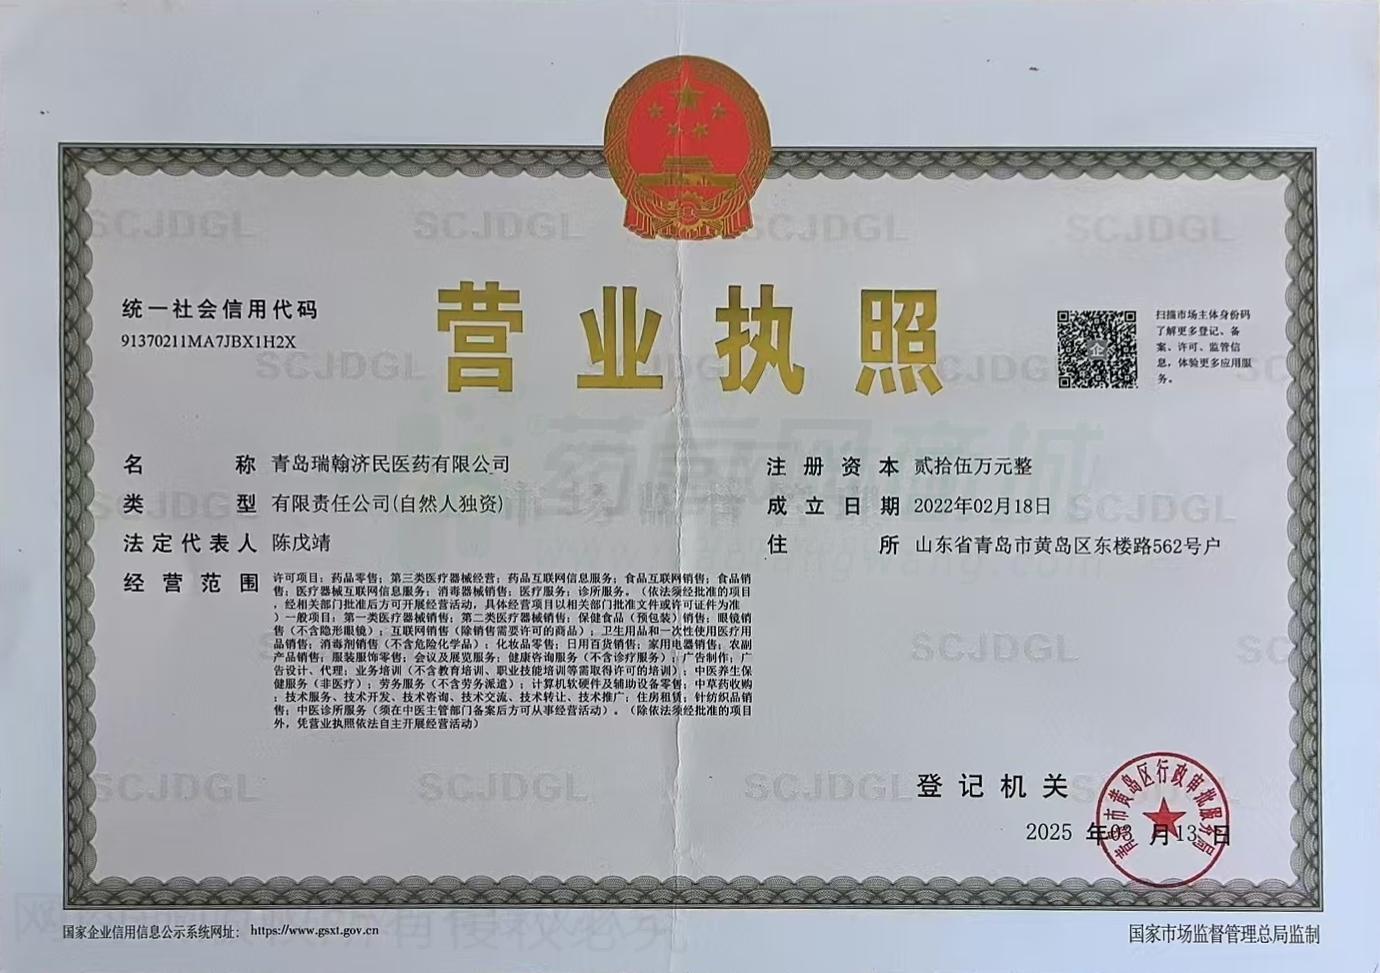 营业执照
统一社会信用代码
91370211MA7JBX1H2X
扫描市场主体身份码
了解更多登记、备
案、许可、监管信
息，体验更多应用服
务。
名称 青岛瑞翰济民医药有限公司
类型 有限责任公司(自然人独资)
法定代表人 陈戊靖
经营范围 许可项目：药品零售；第三类医疗器械经营；药品互联网信息服务；食品互联网销售；食品销
售；医疗器械互联网信息服务；消毒器械销售；医疗服务；诊所服务。（依法须经批准的项目
，经相关部门批准后方可开展经营活动，具体经营项目以相关部门批准文件或许可证件为准
）一般项目：第一类医疗器械销售；第二类医疗器械销售；保健食品（预包装）销售；眼镜销
售（不含隐形眼镜）；互联网销售（除销售需要许可的商品）；卫生用品和一次性使用医疗用
品销售；消毒剂销售（不含危险化学品）；化妆品零售；日用百货销售；家用电器销售；农副
产品销售；服装服饰零售；会议及展览服务；健康咨询服务（不含诊疗服务）；广告制作；广
告设计、代理；业务培训（不含教育培训、职业技能培训等需取得许可的培训）；中医养生保
健服务（非医疗）；劳务服务（不含劳务派遣）；计算机软硬件及辅助设备零售；中草药收购
；技术服务、技术开发、技术咨询、技术交流、技术转让、技术推广；住房租赁；针纺织品销
售；中医诊所服务（须在中医主管部门备案后方可从事经营活动）。（除依法须经批准的项目
外，凭营业执照依法自主开展经营活动）
注册资本 贰拾伍万元整
成立日期 2022年02月18日
住所 山东省青岛市黄岛区东楼路562号户
登记机关
青岛市黄岛区行政审批服务局
2025 年03 月13 日
国家企业信用信息公示系统网址： https://www.gsxt.gov.cn
国家市场监督管理总局监制
SCJDGL
药房网商城